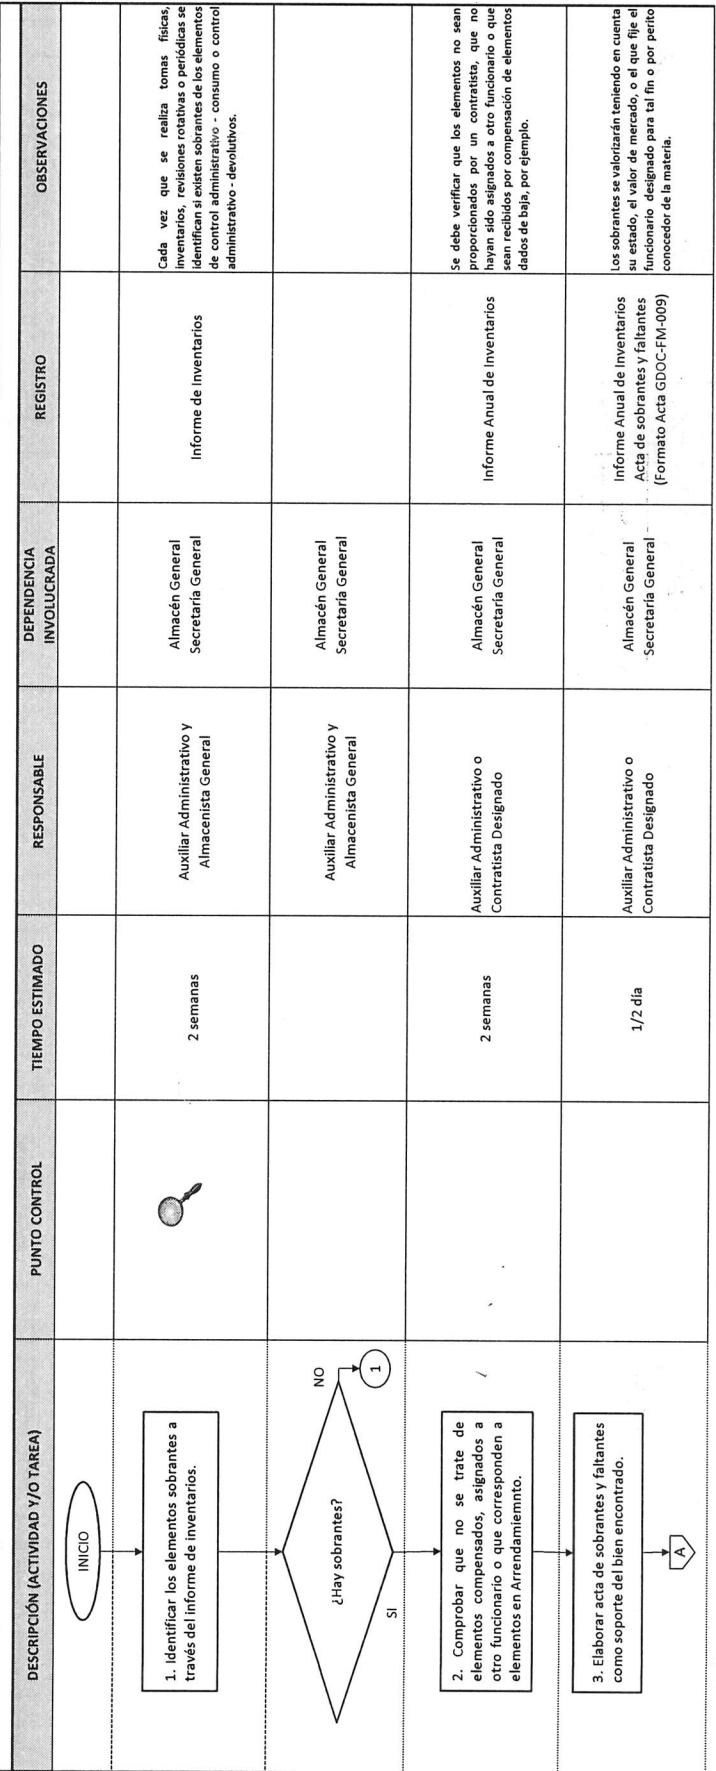 DESCRIPCIÓN (ACTIVIDAD Y/O TAREA)
PUNTO CONTROL
TIEMPO ESTIMADO
RESPONSABLE
DEPENDENCIA
INVOLUCRADA
REGISTRO
OBSERVACIONES
INICIO
1. Identificar los elementos sobrantes a
través del informe de inventarios.
2 semanas
Auxiliar Administrativo y
Almacenista General
Almacén General
Secretaría General
Informe de Inventarios
Cada vez que se realiza tomas físicas,
inventarios, revisiones rotativas o periódicas se
identifican si existen sobrantes de los elementos
de control administrativo - consumo o control
administrativo - devolutivos.
¿Hay sobrantes?
NO
1
SI
Auxiliar Administrativo y
Almacenista General
Almacén General
Secretaría General
2. Comprobar que no se trate de
elementos compensados, asignados a
otro funcionario o que corresponden a
elementos en Arrendamiemnto.
2 semanas
Auxiliar Administrativo o
Contratista Designado
Almacén General
Secretaría General
Informe Anual de Inventarios
Se debe verificar que los elementos no sean
proporcionados por un contratista, que no
hayan sido asignados a otro funcionario o que
sean recibidos por compensación de elementos
dados de baja, por ejemplo.
3. Elaborar acta de sobrantes y faltantes
como soporte del bien encontrado.
A
1/2 día
Auxiliar Administrativo o
Contratista Designado
Almacén General
Secretaría General
Informe Anual de Inventarios
Acta de sobrantes y faltantes
(Formato Acta GDOC-FM-009)
Los sobrantes se valorizarán teniendo en cuenta
su estado, el valor de mercado, o el que fije el
funcionario designado para tal fin o por perito
conocedor de la materia.